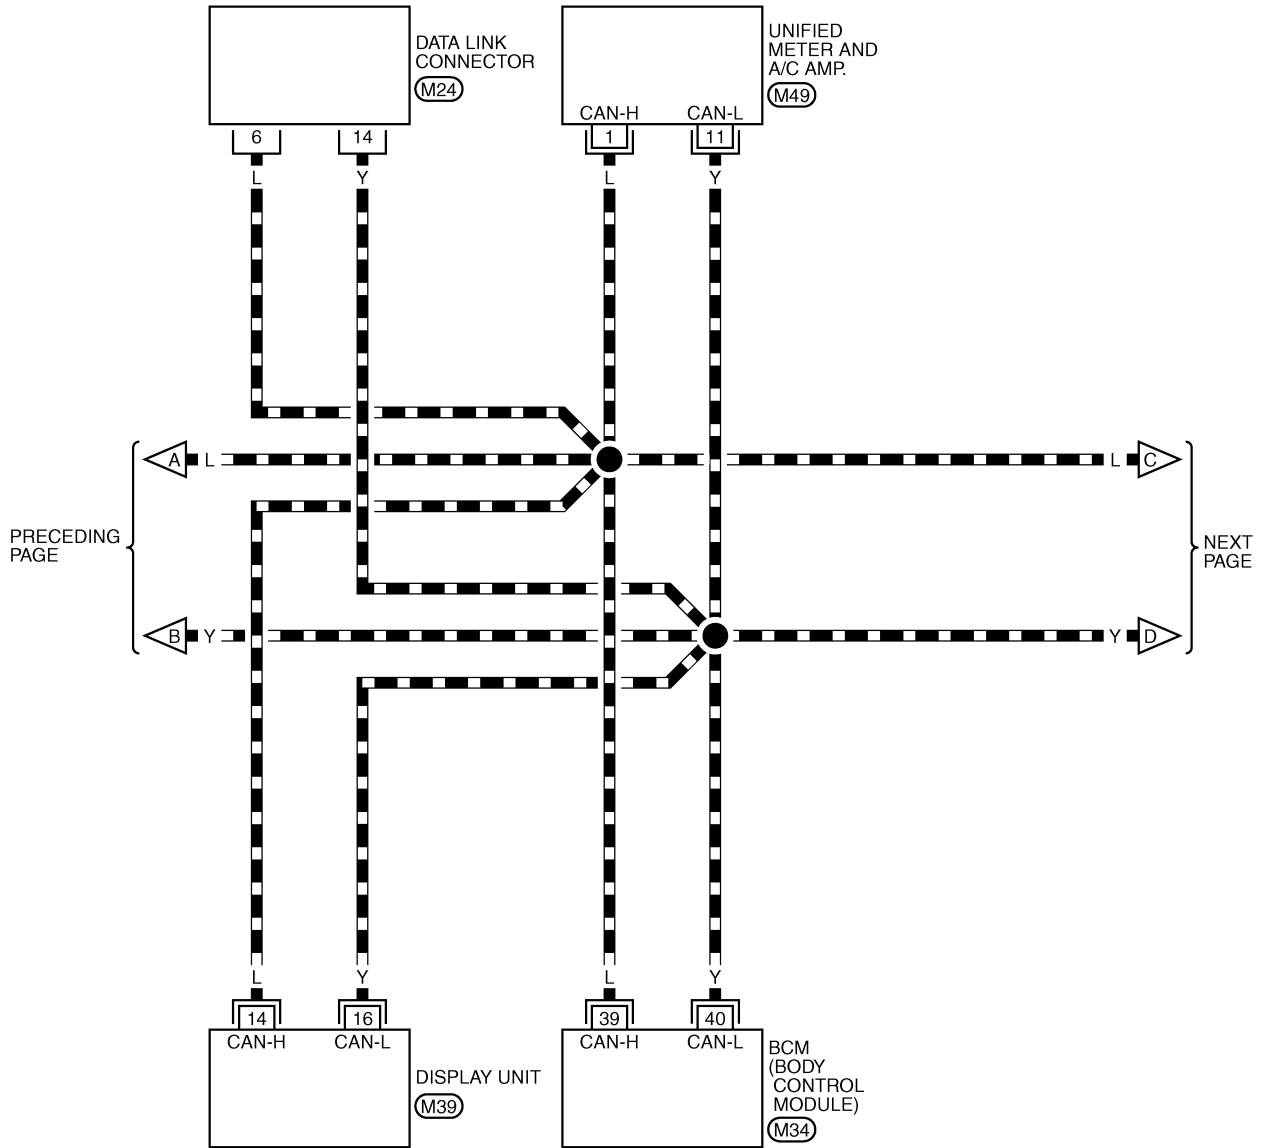 DATA LINK
CONNECTOR
M24
UNIFIED
METER AND
A/C AMP.
M49
CAN-H
CAN-L
6
14
1
11
L
Y
L
Y
A
L
L
C
PRECEDING
PAGE
NEXT
PAGE
B
Y
Y
D
L
Y
L
Y
14
16
39
40
CAN-H
CAN-L
CAN-H
CAN-L
DISPLAY UNIT
M39
BCM
(BODY
CONTROL
MODULE)
M34